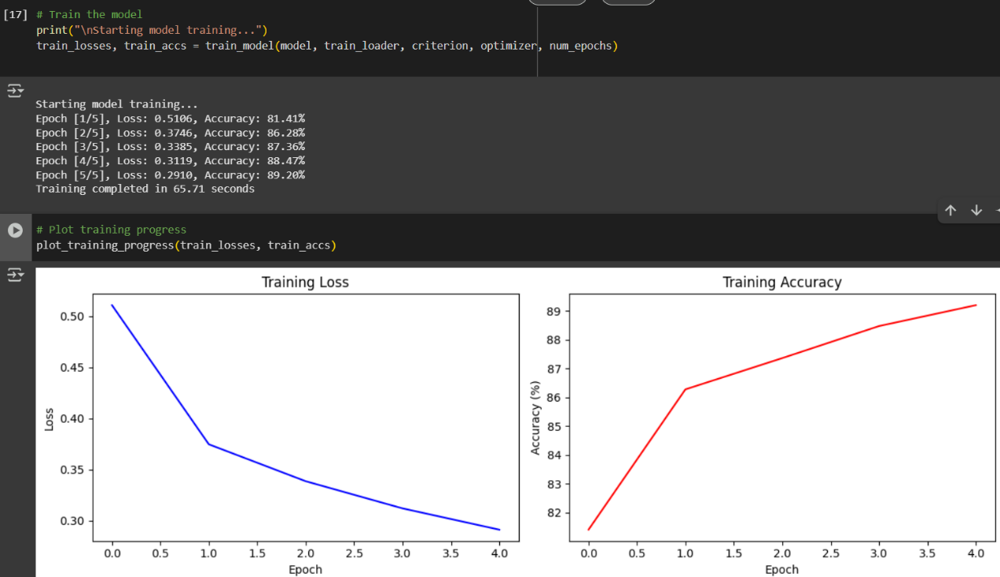 [17] # Train the model
print("\nStarting model training...")
train_losses, train_accs = train_model(model, train_loader, criterion, optimizer, num_epochs)
Starting model training...
Epoch [1/5], Loss: 0.5106, Accuracy: 81.41%
Epoch [2/5], Loss: 0.3746, Accuracy: 86.28%
Epoch [3/5], Loss: 0.3385, Accuracy: 87.36%
Epoch [4/5], Loss: 0.3119, Accuracy: 88.47%
Epoch [5/5], Loss: 0.2910, Accuracy: 89.20%
Training completed in 65.71 seconds
# Plot training progress
plot_training_progress(train_losses, train_accs)
Training Loss
0.50
0.45
0.40
0.35
0.30
Loss
0.0 0.5 1.0 1.5 2.0 2.5 3.0 3.5 4.0
Epoch
Training Accuracy
89
88
87
86
85
84
83
82
Accuracy (%)
0.0 0.5 1.0 1.5 2.0 2.5 3.0 3.5 4.0
Epoch